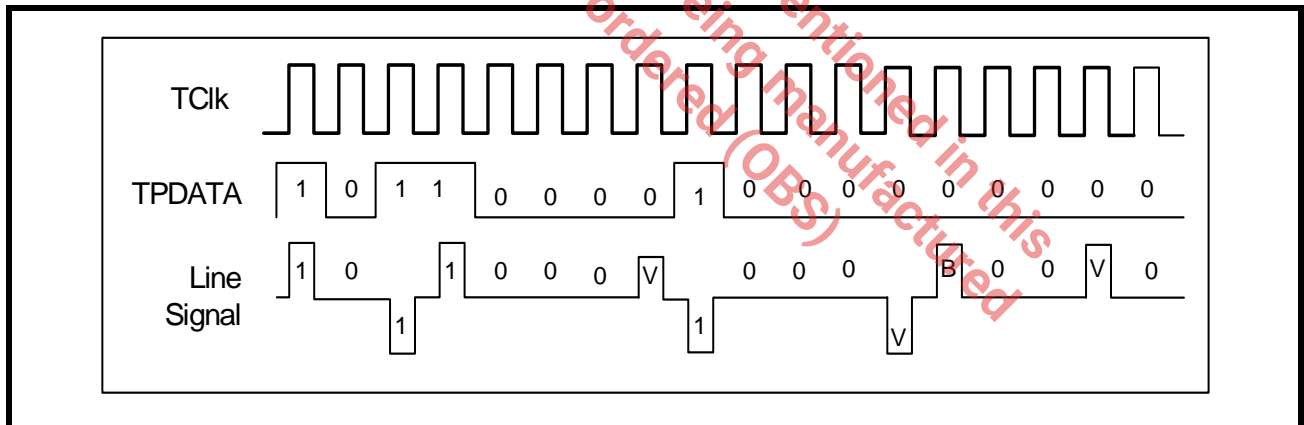 TClk
TPDATA 1 0 1 1 0 0 0 0 1 0 0 0 0 0 0 0 0 0
Line Signal 1 0 1 1 0 0 0 V 1 0 0 0 V B 0 0 V 0
entioned in this
eing manufactured
ordered (OBS)